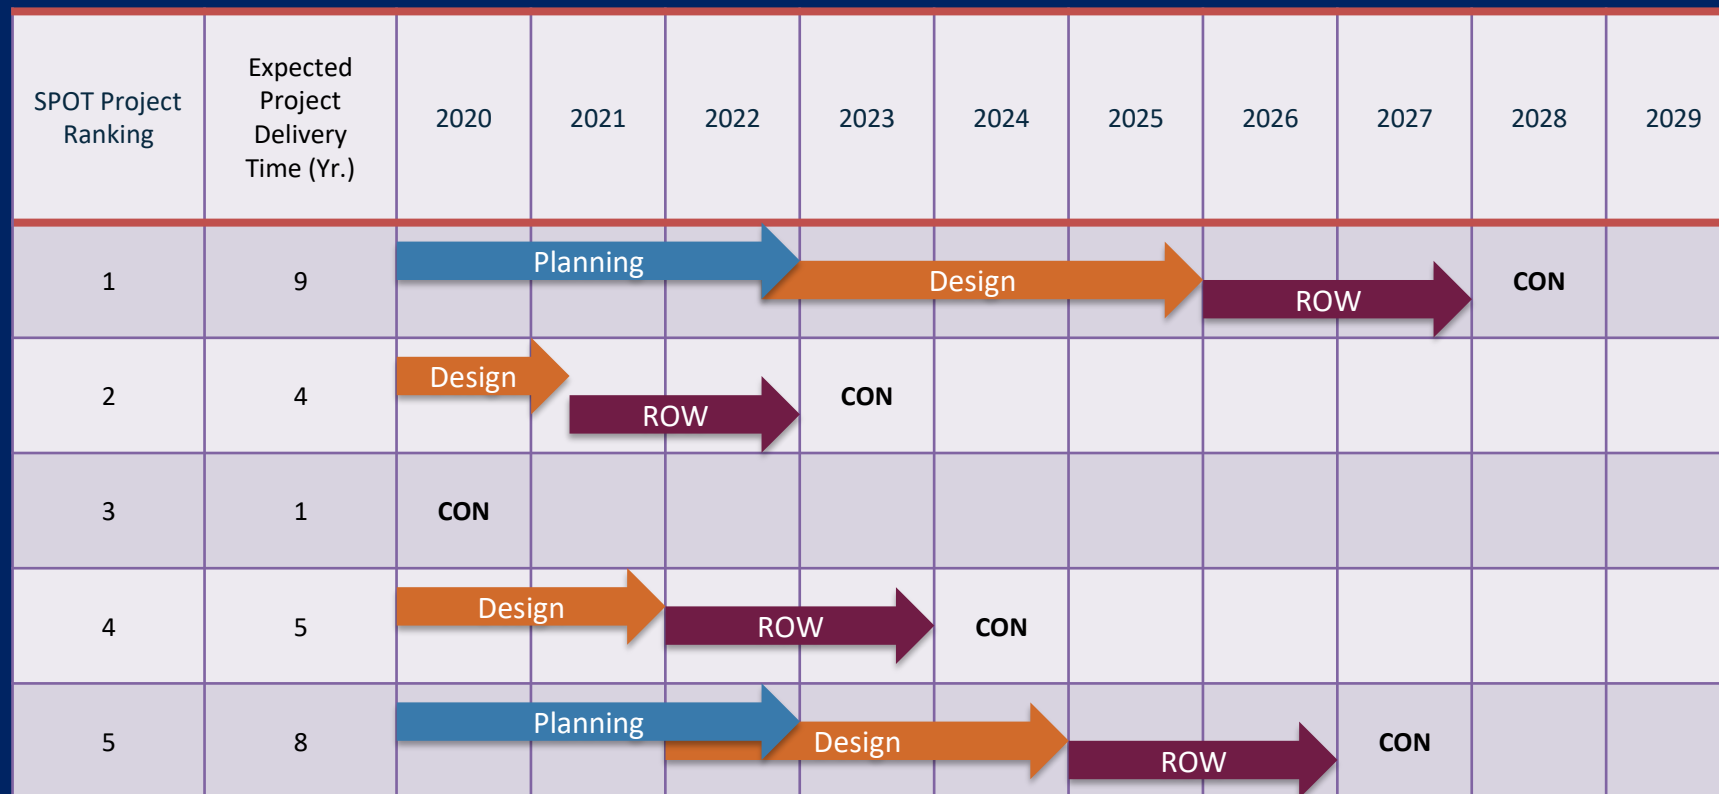 SPOT Project
Ranking
Expected
Project
Delivery
Time (Yr.)
2020
2021
2022
2023
2024
2025
2026
2027
2028
2029
1
9
Planning
Design
ROW
CON
2
4
Design
ROW
CON
3
1
CON
4
5
Design
ROW
CON
5
8
Planning
Design
ROW
CON